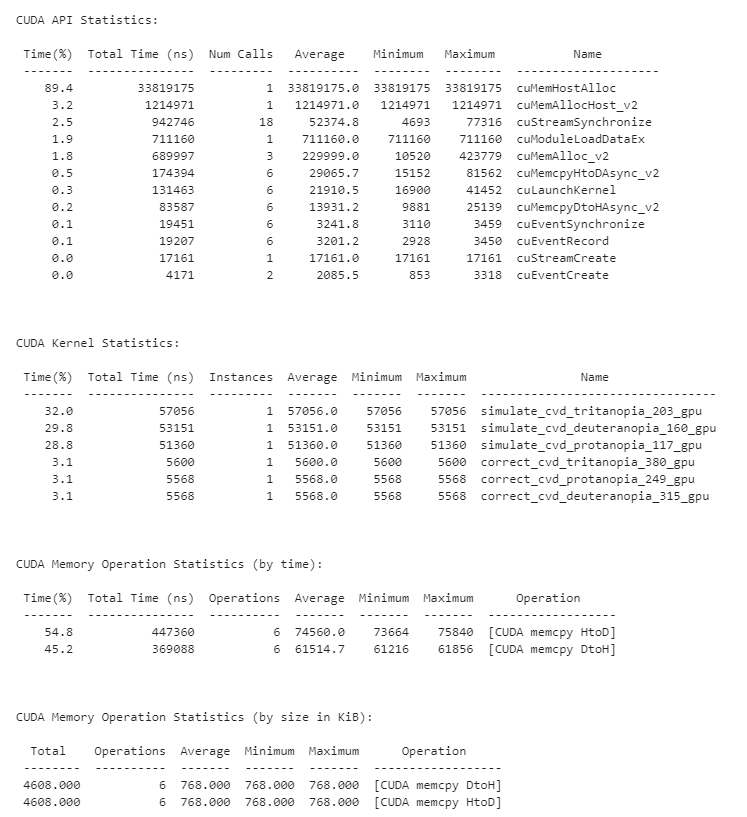 CUDA API Statistics:
Time(%) Total Time (ns) Num Calls Average Minimum Maximum Name
------- --------------- --------- ---------- -------- -------- --------------------
89.4 33819175 1 33819175.0 33819175 33819175 cuMemHostAlloc
3.2 1214971 1 1214971.0 1214971 1214971 cuMemAllocHost_v2
2.5 942746 18 52374.8 4693 77316 cuStreamSynchronize
1.9 711160 1 711160.0 711160 711160 cuModuleLoadDataEx
1.8 689997 3 229999.0 10520 423779 cuMemAlloc_v2
0.5 174394 6 29065.7 15152 81562 cuMemcpyHtoDAsync_v2
0.3 131463 6 21910.5 16900 41452 cuLaunchKernel
0.2 83587 6 13931.2 9881 25139 cuMemcpyDtoHAsync_v2
0.1 19451 6 3241.8 3110 3459 cuEventSynchronize
0.1 19207 6 3201.2 2928 3450 cuEventRecord
0.0 17161 1 17161.0 17161 17161 cuStreamCreate
0.0 4171 2 2085.5 853 3318 cuEventCreate
CUDA Kernel Statistics:
Time(%) Total Time (ns) Instances Average Minimum Maximum Name
------- --------------- --------- ------- ------- ------- ---------------------------------
32.0 57056 1 57056.0 57056 57056 simulate_cvd_tritanopia_203_gpu
29.8 53151 1 53151.0 53151 53151 simulate_cvd_deuteranopia_160_gpu
28.8 51360 1 51360.0 51360 51360 simulate_cvd_protanopia_117_gpu
3.1 5600 1 5600.0 5600 5600 correct_cvd_tritanopia_380_gpu
3.1 5568 1 5568.0 5568 5568 correct_cvd_protanopia_249_gpu
3.1 5568 1 5568.0 5568 5568 correct_cvd_deuteranopia_315_gpu
CUDA Memory Operation Statistics (by time):
Time(%) Total Time (ns) Operations Average Minimum Maximum Operation
------- --------------- ---------- ------- ------- ------- ------------------
54.8 447360 6 74560.0 73664 75840 [CUDA memcpy HtoD]
45.2 369088 6 61514.7 61216 61856 [CUDA memcpy DtoH]
CUDA Memory Operation Statistics (by size in KiB):
Total Operations Average Minimum Maximum Operation
-------- ---------- ------- ------- ------- ------------------
4608.000 6 768.000 768.000 768.000 [CUDA memcpy DtoH]
4608.000 6 768.000 768.000 768.000 [CUDA memcpy HtoD]